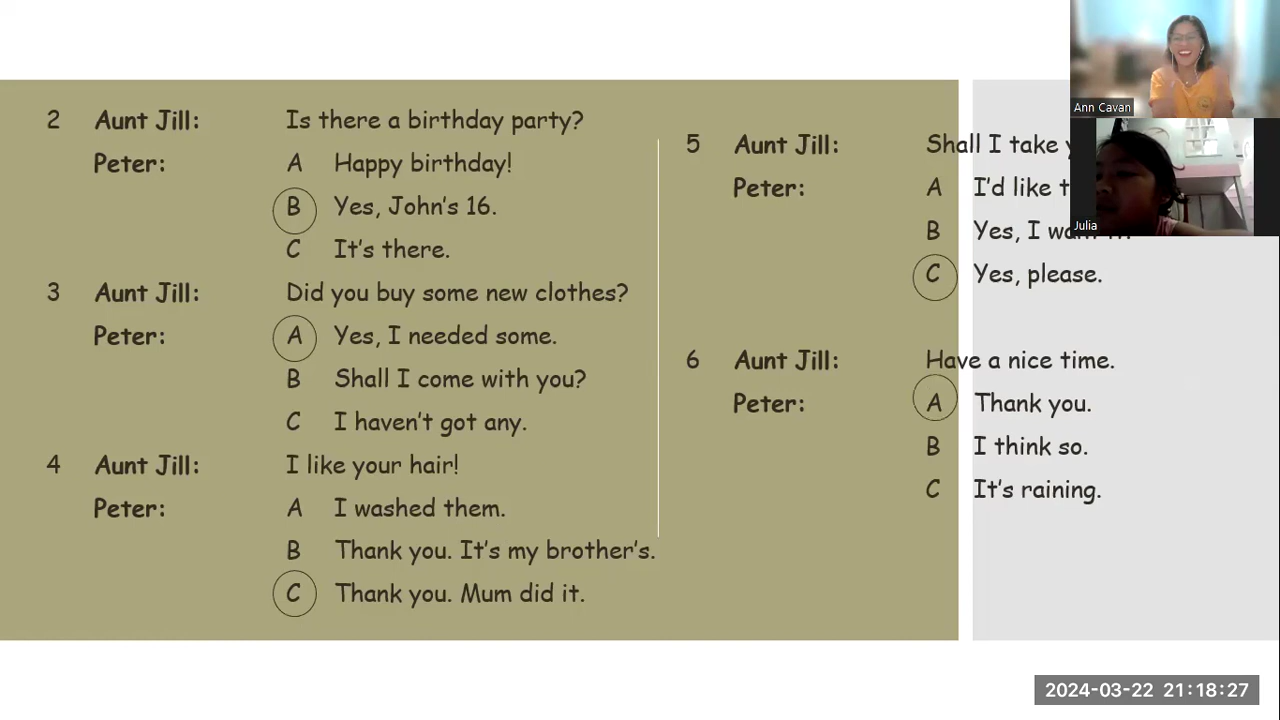 2 Aunt Jill: Is there a birthday party?
Peter: A Happy birthday!
B Yes, John's 16.
C It's there.
3 Aunt Jill: Did you buy some new clothes?
Peter: A Yes, I needed some.
B Shall I come with you?
C I haven't got any.
4 Aunt Jill: I like your hair!
Peter: A I washed them.
B Thank you. It's my brother's.
C Thank you. Mum did it.
5 Aunt Jill: Shall I take
Peter: A I'd like
B Yes, I
C Yes, please.
6 Aunt Jill: Have a nice time.
Peter: A Thank you.
B I think so.
C It's raining.
Ann Cavan
Julia
2024-03-22 21:18:27